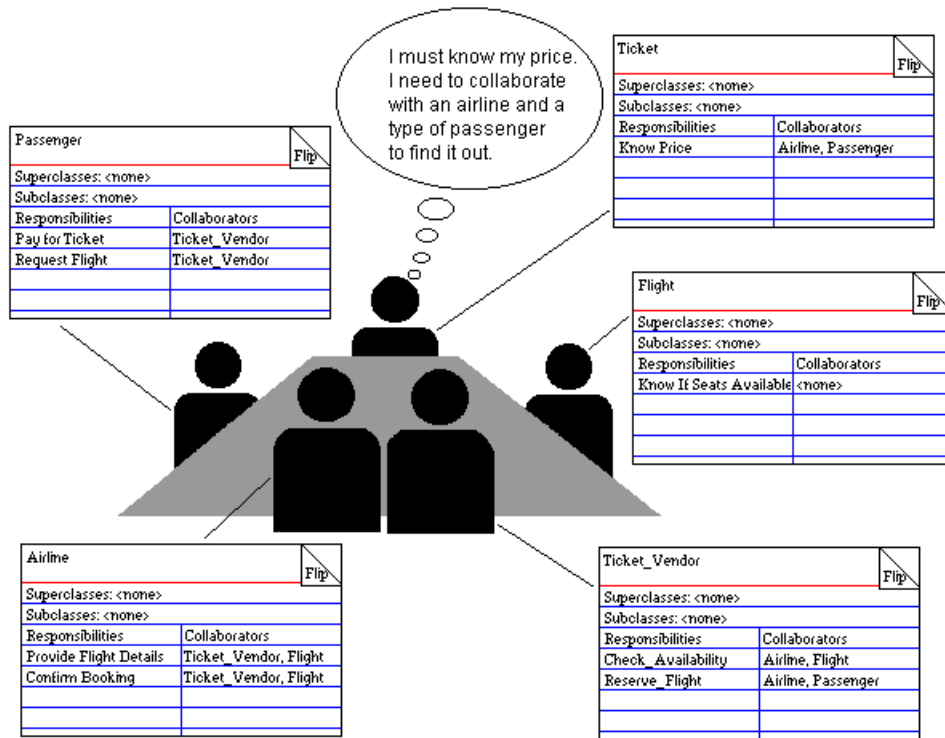 I must know my price.
I need to collaborate
with an airline and a
type of passenger
to find it out.
Ticket
Flip
Superclasses: <none>
Subclasses: <none>
Responsibilities Collaborators
Know Price Airline, Passenger
Passenger
Flip
Superclasses: <none>
Subclasses: <none>
Responsibilities Collaborators
Pay for Ticket Ticket_Vendor
Request Flight Ticket_Vendor
Flight
Flip
Superclasses: <none>
Subclasses: <none>
Responsibilities Collaborators
Know If Seats Available <none>
Airline
Flip
Superclasses: <none>
Subclasses: <none>
Responsibilities Collaborators
Provide Flight Details Ticket_Vendor, Flight
Confirm Booking Ticket_Vendor, Flight
Ticket_Vendor
Flip
Superclasses: <none>
Subclasses: <none>
Responsibilities Collaborators
Check_Availability Airline, Flight
Reserve_Flight Airline, Passenger